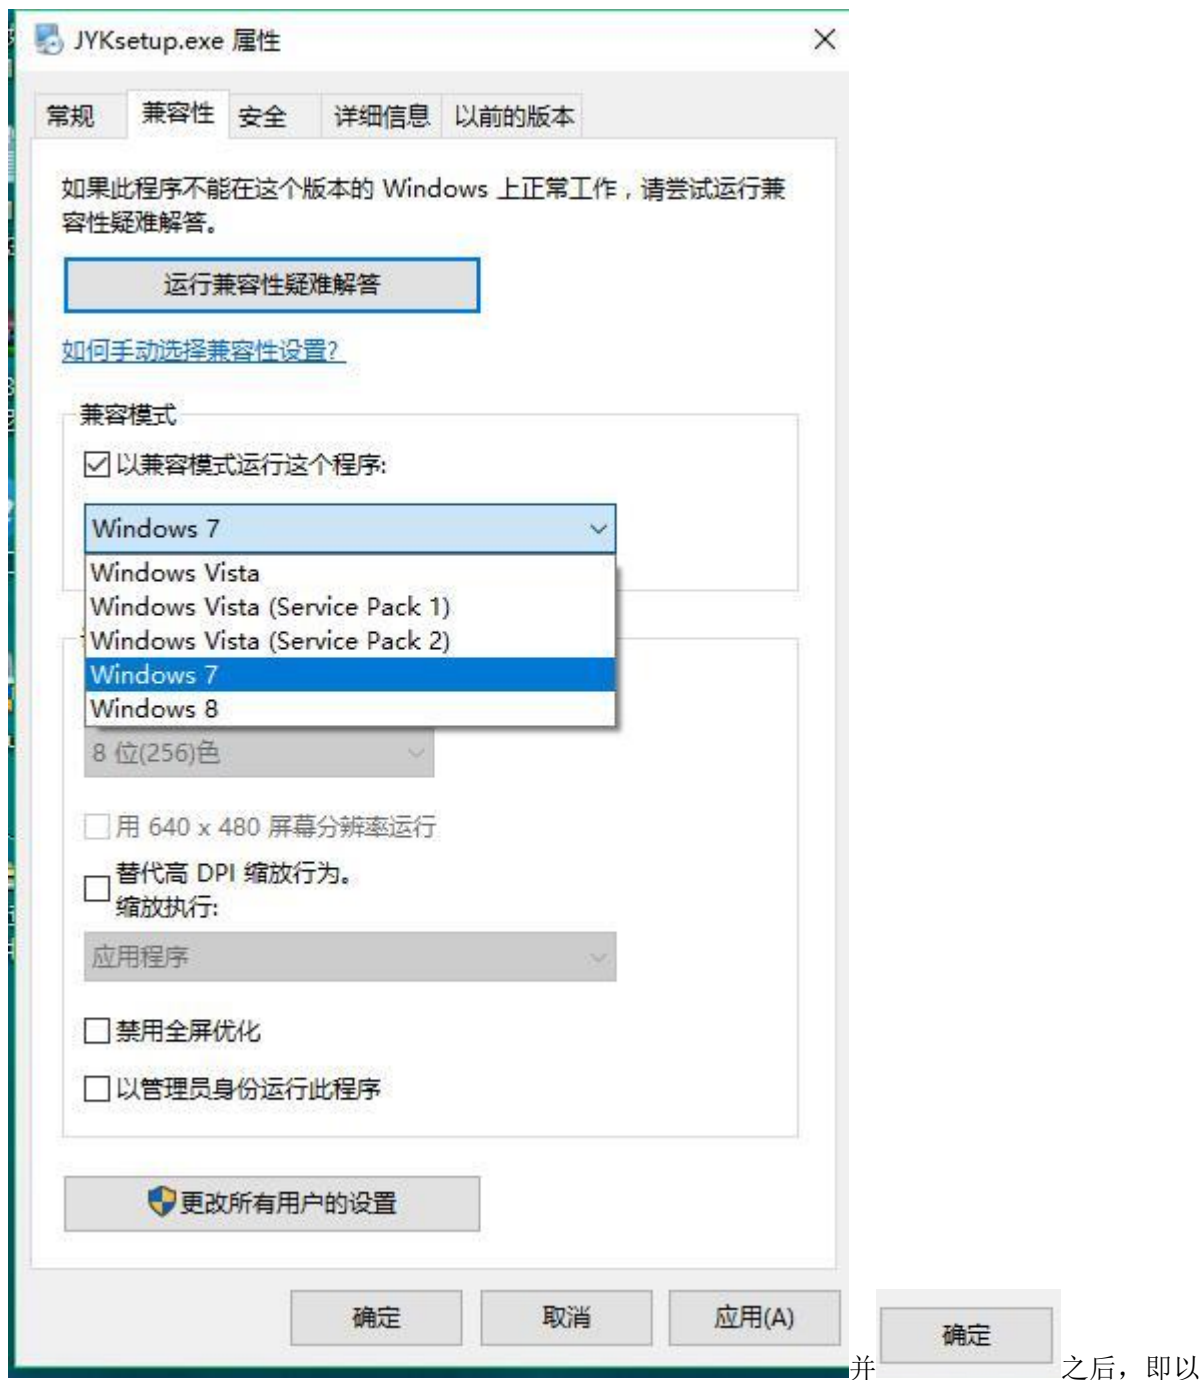 JYKsetup.exe 属性
常规 兼容性 安全 详细信息 以前的版本
如果此程序不能在这个版本的 Windows 上正常工作，请尝试运行兼
容性疑难解答。
运行兼容性疑难解答
如何手动选择兼容性设置？
兼容模式
以兼容模式运行这个程序:
Windows 7
Windows Vista
Windows Vista (Service Pack 1)
Windows Vista (Service Pack 2)
Windows 7
Windows 8
8 位(256)色
用 640 x 480 屏幕分辨率运行
替代高 DPI 缩放行为。
缩放执行:
应用程序
禁用全屏优化
以管理员身份运行此程序
更改所有用户的设置
确定 取消 应用(A)
并 确定 之后，即以